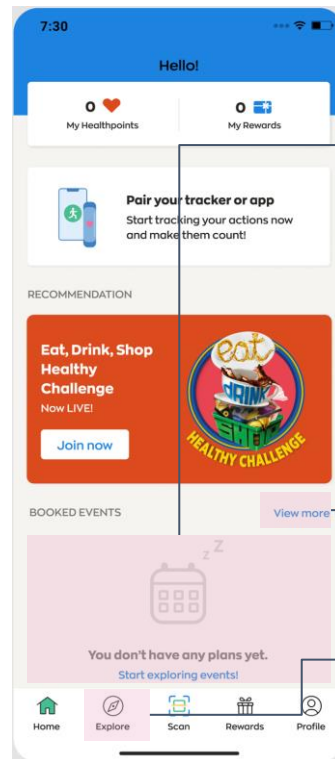 7:30
Hello!
0
My Healthpoints
0
My Rewards
Pair your tracker or app
Start tracking your actions now
and make them count!
RECOMMENDATION
Eat, Drink, Shop
Healthy
Challenge
Now LIVE!
Join now
eat
DRINK
SHOP
HEALTHY CHALLENGE
BOOKED EVENTS
View more
z Z
You don't have any plans yet.
Start exploring events!
Home
Explore
Scan
Rewards
Profile